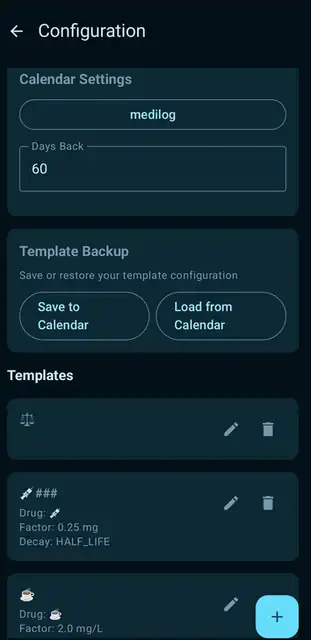 Configuration
Calendar Settings
medilog
Days Back
60
Template Backup
Save or restore your template configuration
Save to
Calendar
Load from
Calendar
Templates
⚖️
💉###
Drug: 💉
Factor: 0.25 mg
Decay: HALF_LIFE
☕
Drug: ☕
Factor: 2.0 mg/L